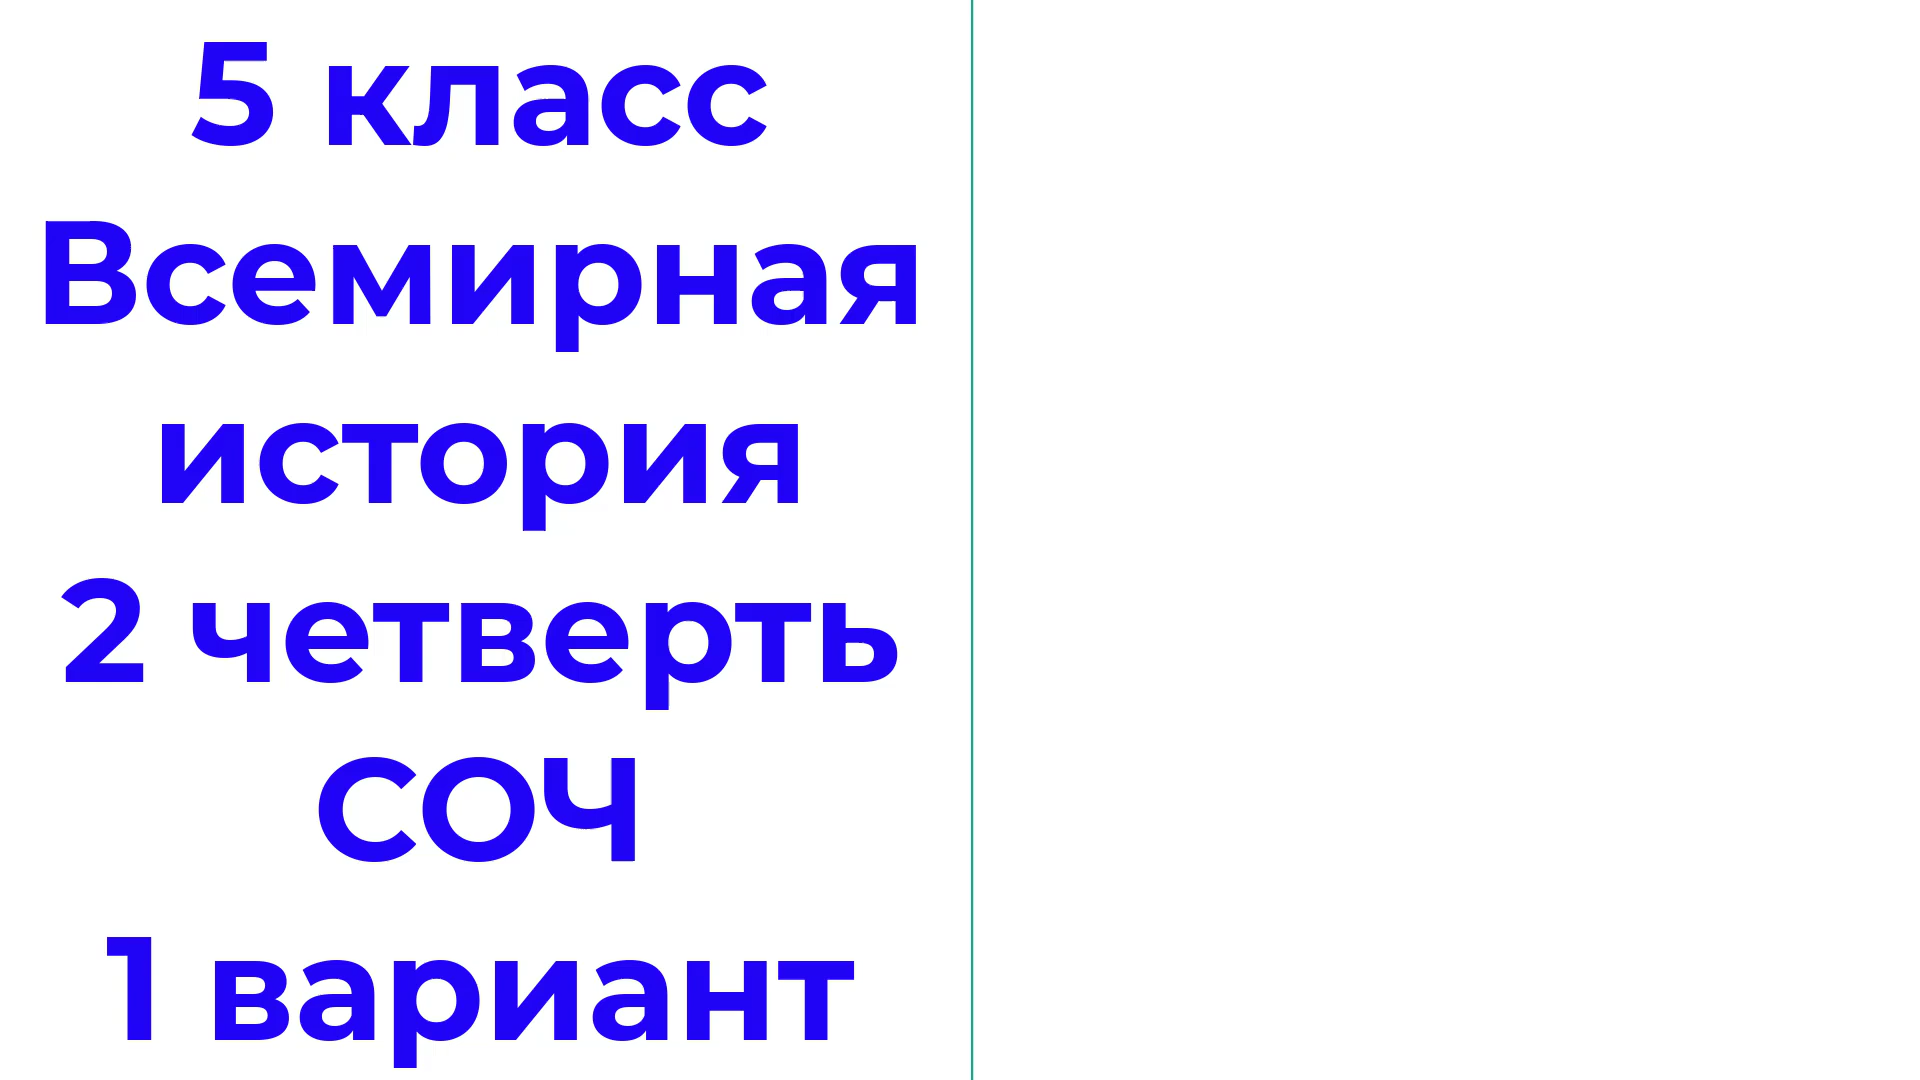 5 класс
Всемирная
история
2 четверть
СОЧ
1 вариант